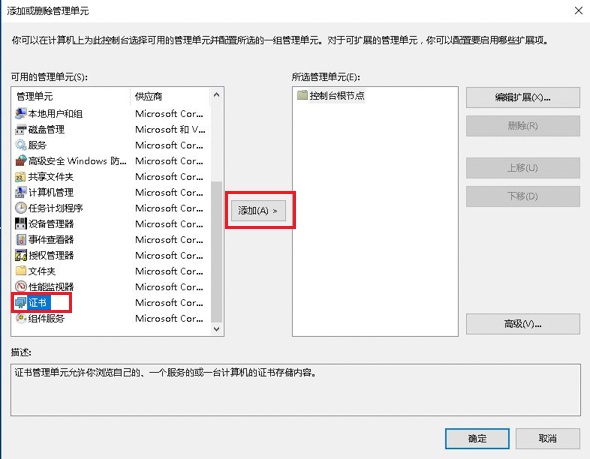 添加或删除管理单元
你可以在计算机上为此控制台选择可用的管理单元并配置所选的一组管理单元。对于可扩展的管理单元，你可以配置要启用哪些扩展项。
可用的管理单元(S):
管理单元 供应商
本地用户和组 Microsoft Cor...
磁盘管理 Microsoft 和 V...
服务 Microsoft Cor...
高级安全 Windows 防... Microsoft Cor...
共享文件夹 Microsoft Cor...
计算机管理 Microsoft Cor...
任务计划程序 Microsoft Cor...
设备管理器 Microsoft Cor...
事件查看器 Microsoft Cor...
授权管理器 Microsoft Cor...
文件夹 Microsoft Cor...
性能监视器 Microsoft Cor...
证书 Microsoft Cor...
组件服务 Microsoft Cor...
添加(A) >
所选管理单元(E):
控制台根节点
编辑扩展(X)...
删除(R)
上移(U)
下移(D)
高级(V)...
描述:
证书管理单元允许你浏览自己的、一个服务的或一台计算机的证书存储内容。
确定
取消